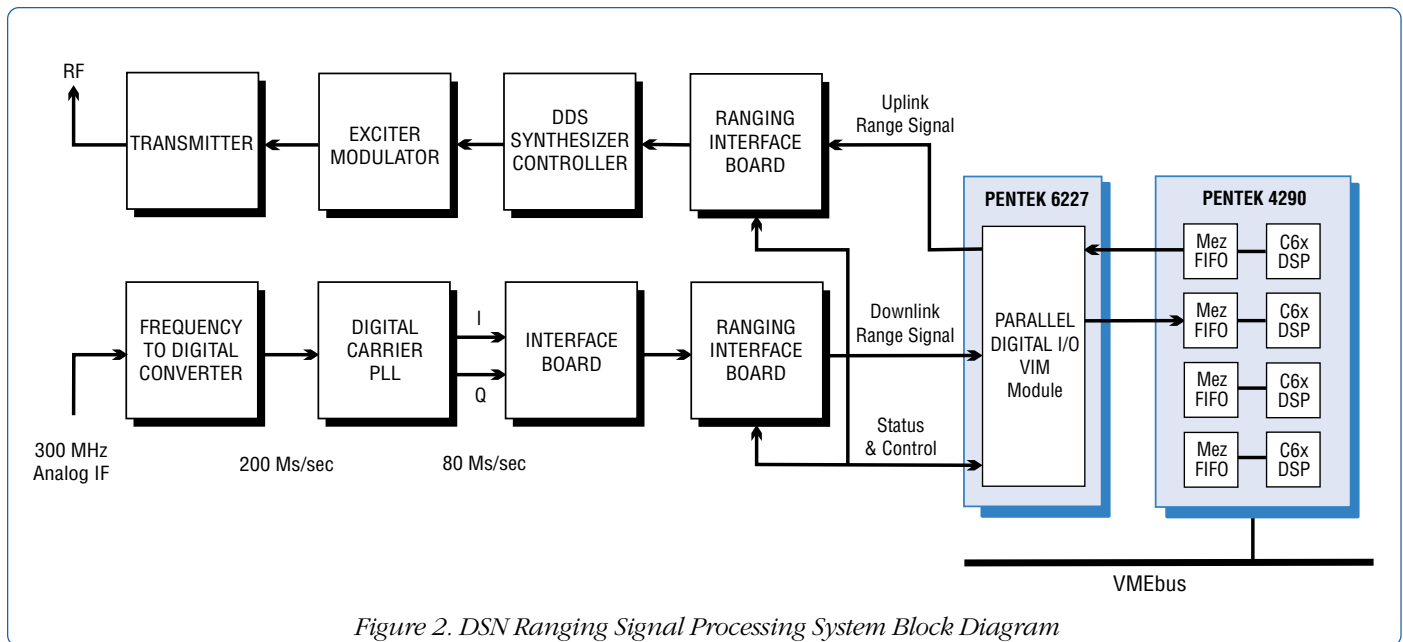 RF
TRANSMITTER
EXCITER
MODULATOR
DDS
SYNTHESIZER
CONTROLLER
RANGING
INTERFACE
BOARD
Uplink
Range Signal
PENTEK 6227
PENTEK 4290
Mez
FIFO
C6x
DSP
Mez
FIFO
C6x
DSP
Mez
FIFO
C6x
DSP
Mez
FIFO
C6x
DSP
PARALLEL
DIGITAL I/O
VIM
Module
FREQUENCY
TO DIGITAL
CONVERTER
DIGITAL
CARRIER
PLL
I
Q
INTERFACE
BOARD
RANGING
INTERFACE
BOARD
Downlink
Range Signal
Status
& Control
300 MHz
Analog IF
200 Ms/sec
80 Ms/sec
VMEbus
Figure 2. DSN Ranging Signal Processing System Block Diagram